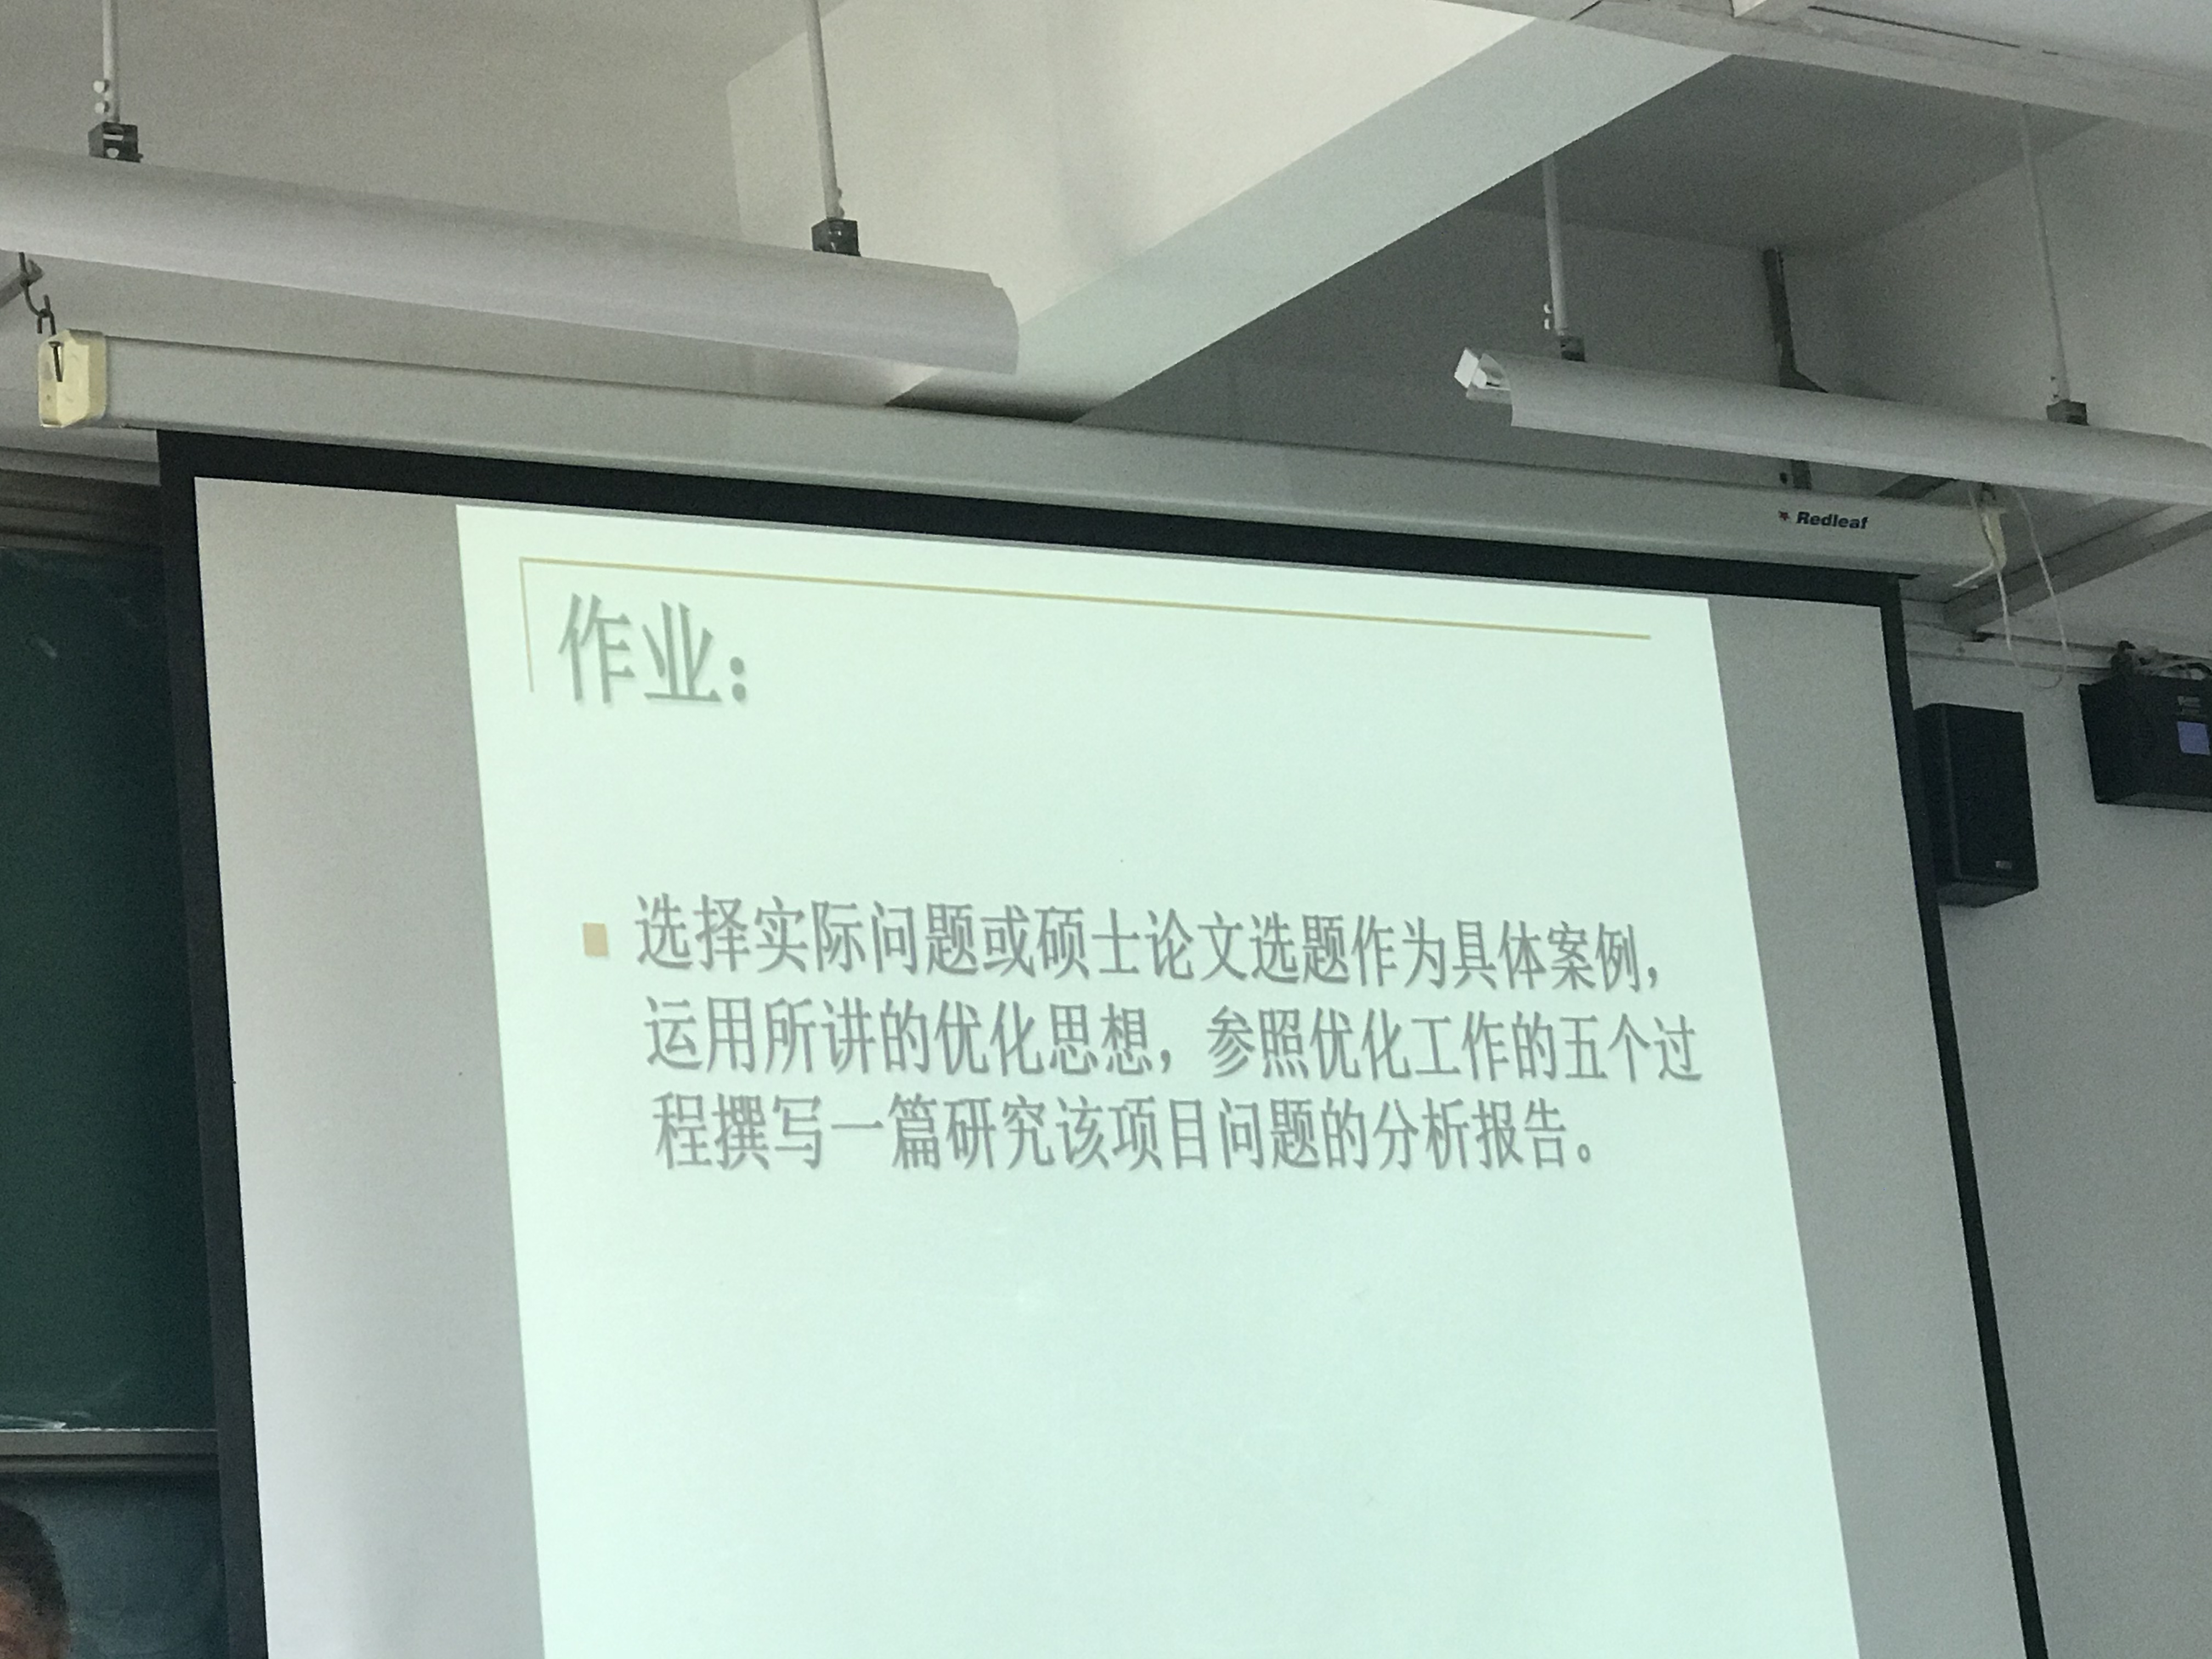 Redleaf
作业：
选择实际问题或硕士论文选题作为具体案例，
运用所讲的优化思想，参照优化工作的五个过
程撰写一篇研究该项目问题的分析报告。